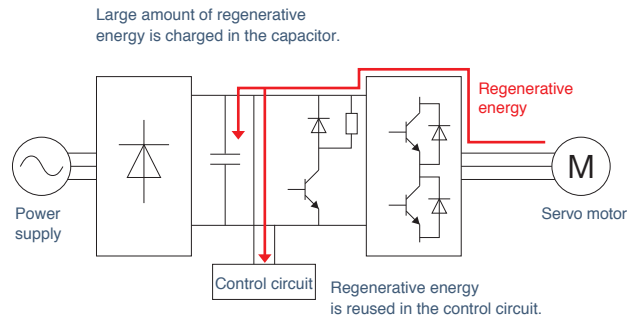 Large amount of regenerative
energy is charged in the capacitor.
Regenerative
energy
M
Power
supply
Servo motor
Control circuit
Regenerative energy
is reused in the control circuit.